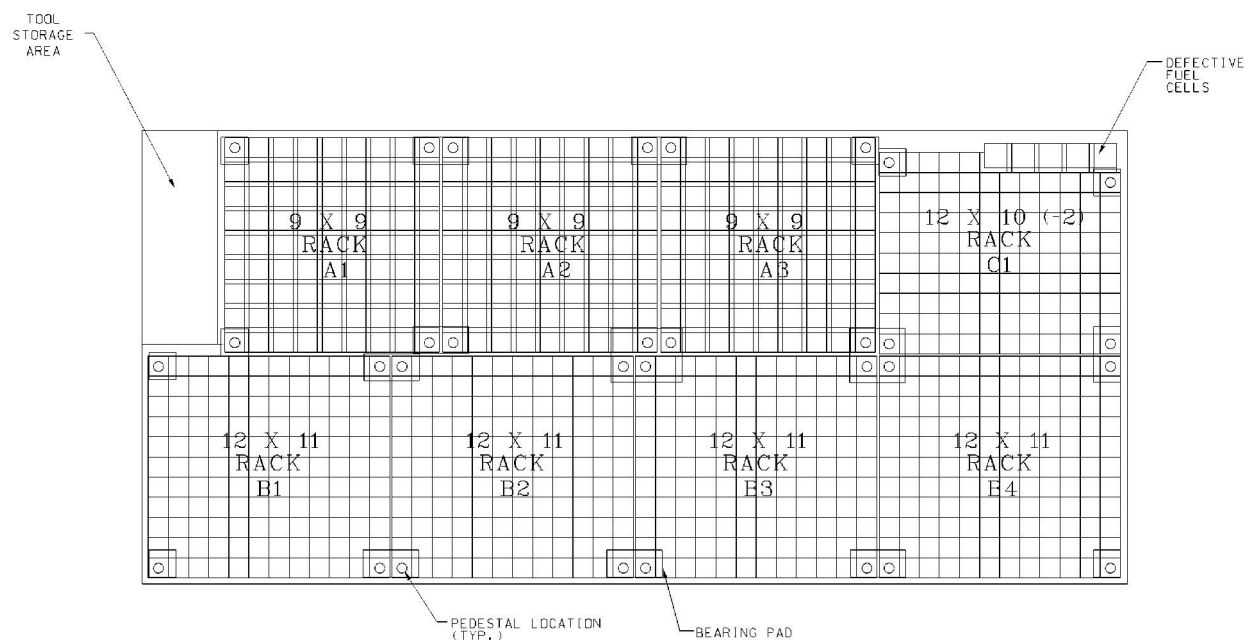 TOOL
STORAGE
AREA
DEFECTIVE
FUEL
CELLS
9 X 9
RACK
A1
9 X 9
RACK
A2
9 X 9
RACK
A3
12 X 10 (-2)
RACK
C1
12 X 11
RACK
B1
12 X 11
RACK
B2
12 X 11
RACK
B3
12 X 11
RACK
B4
PEDESTAL LOCATION
(TYP.)
BEARING PAD